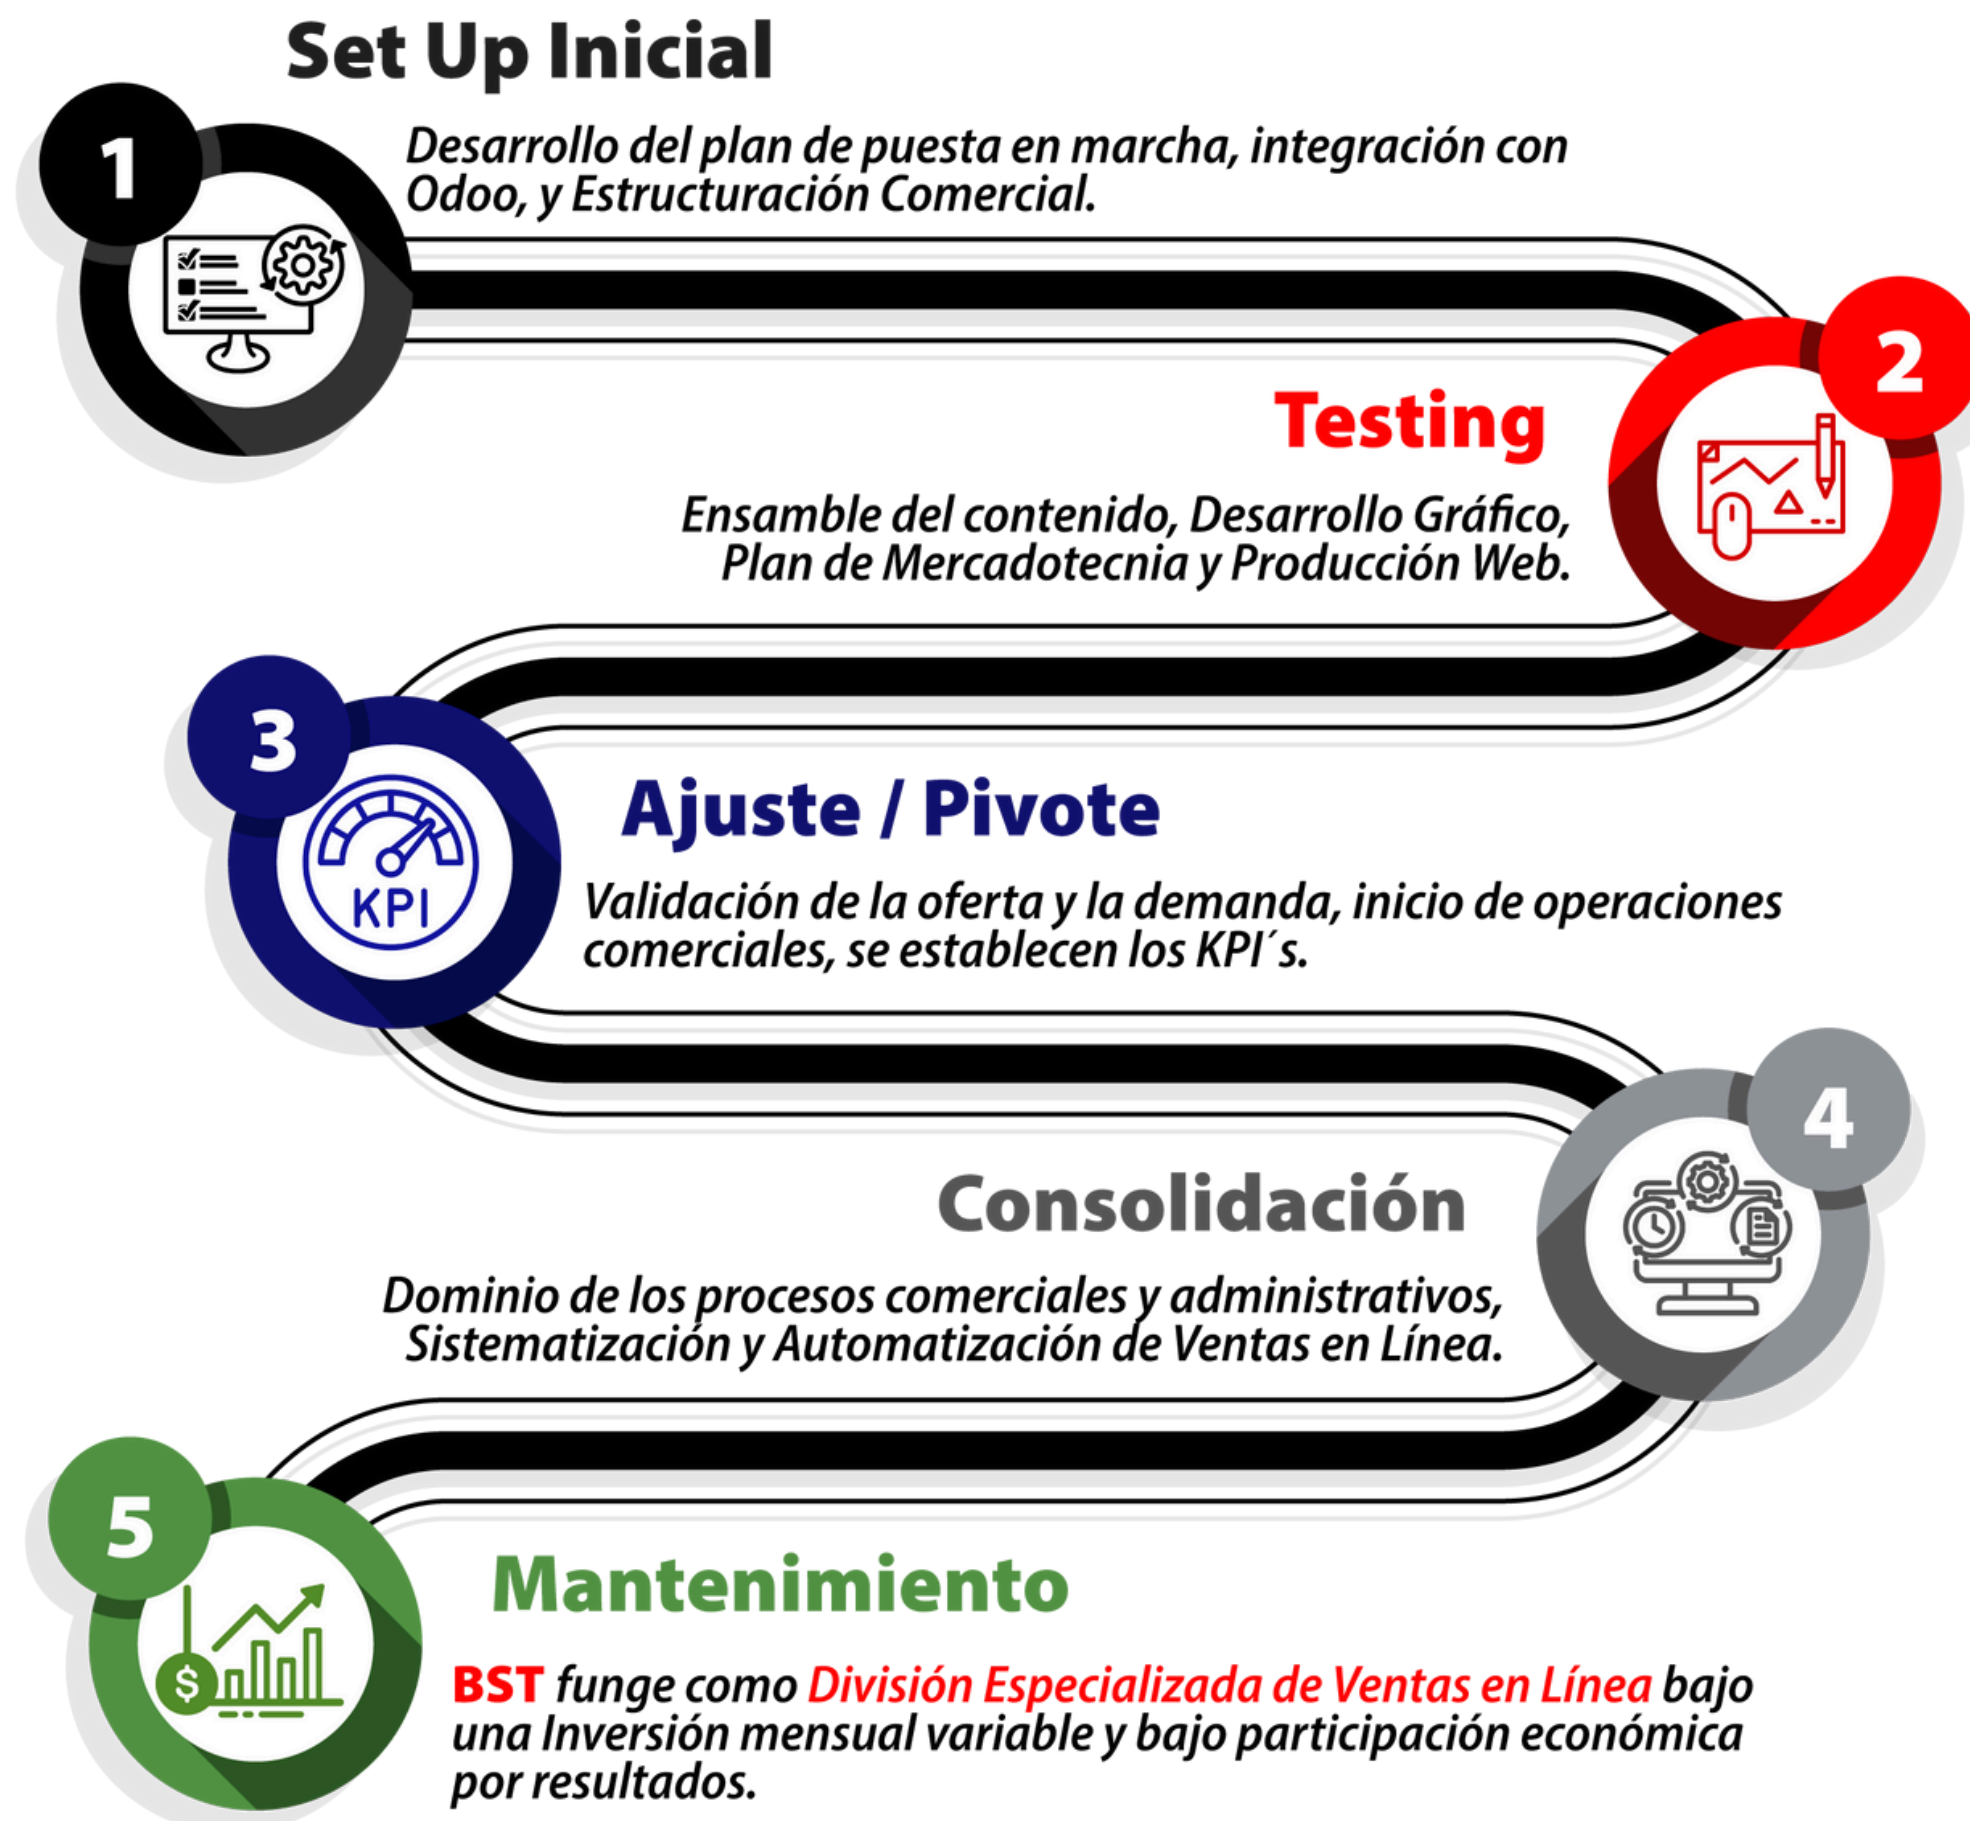 Set Up Inicial
1
Desarrollo del plan de puesta en marcha, integración con
Odoo, y Estructuración Comercial.
2
Testing
Ensamble del contenido, Desarrollo Gráfico,
Plan de Mercadotecnia y Producción Web.
3
KPI
Ajuste / Pivote
Validación de la oferta y la demanda, inicio de operaciones
comerciales, se establecen los KPI´s.
4
Consolidación
Dominio de los procesos comerciales y administrativos,
Sistematización y Automatización de Ventas en Línea.
5
$
Mantenimiento
BST funge como División Especializada de Ventas en Línea bajo
una Inversión mensual variable y bajo participación económica
por resultados.